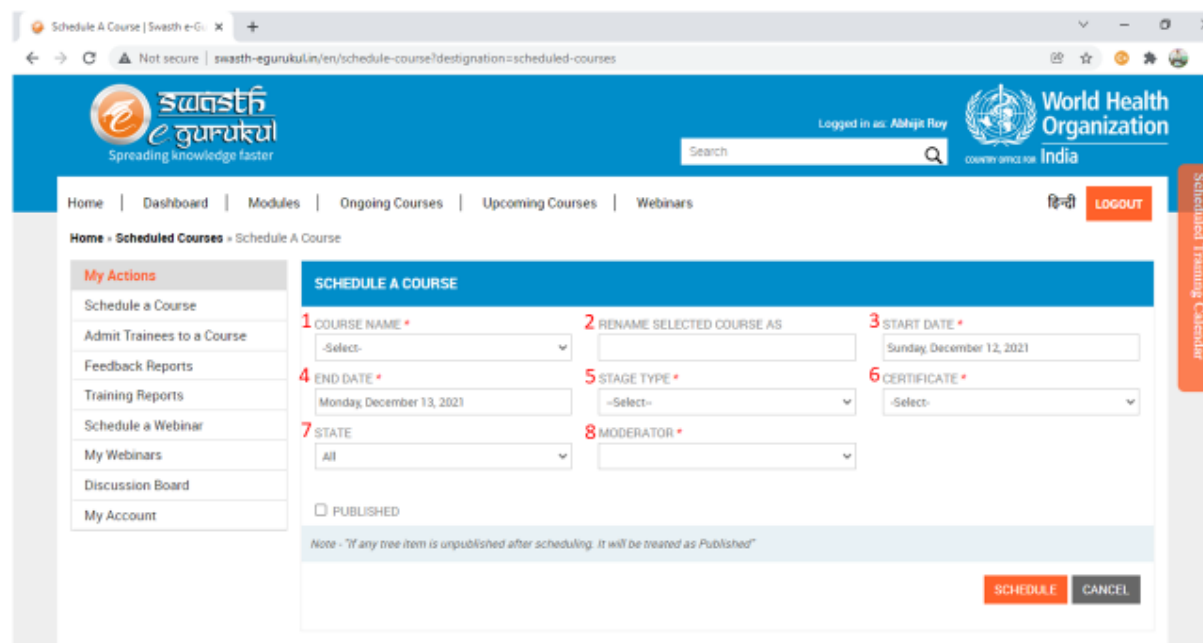 Schedule A Course | Swasth e-Gu
Not secure | swasth-egurukul.in/en/schedule-course?destignation=scheduled-courses
swasth
e gurukul
Spreading knowledge faster
Logged in as: Abhijit Roy
Search
World Health
Organization
COUNTRY OFFICE FOR India
Home | Dashboard | Modules | Ongoing Courses | Upcoming Courses | Webinars
हिन्दी LOGOUT
Scheduled Training Calendar
Home » Scheduled Courses » Schedule A Course
My Actions
Schedule a Course
Admit Trainees to a Course
Feedback Reports
Training Reports
Schedule a Webinar
My Webinars
Discussion Board
My Account
SCHEDULE A COURSE
1 COURSE NAME * 2 RENAME SELECTED COURSE AS 3 START DATE *
-Select- Sunday, December 12, 2021
4 END DATE * 5 STAGE TYPE * 6 CERTIFICATE *
Monday, December 13, 2021 --Select-- -Select-
7 STATE 8 MODERATOR *
All
PUBLISHED
Note - "If any tree item is unpublished after scheduling. It will be treated as Published"
SCHEDULE CANCEL